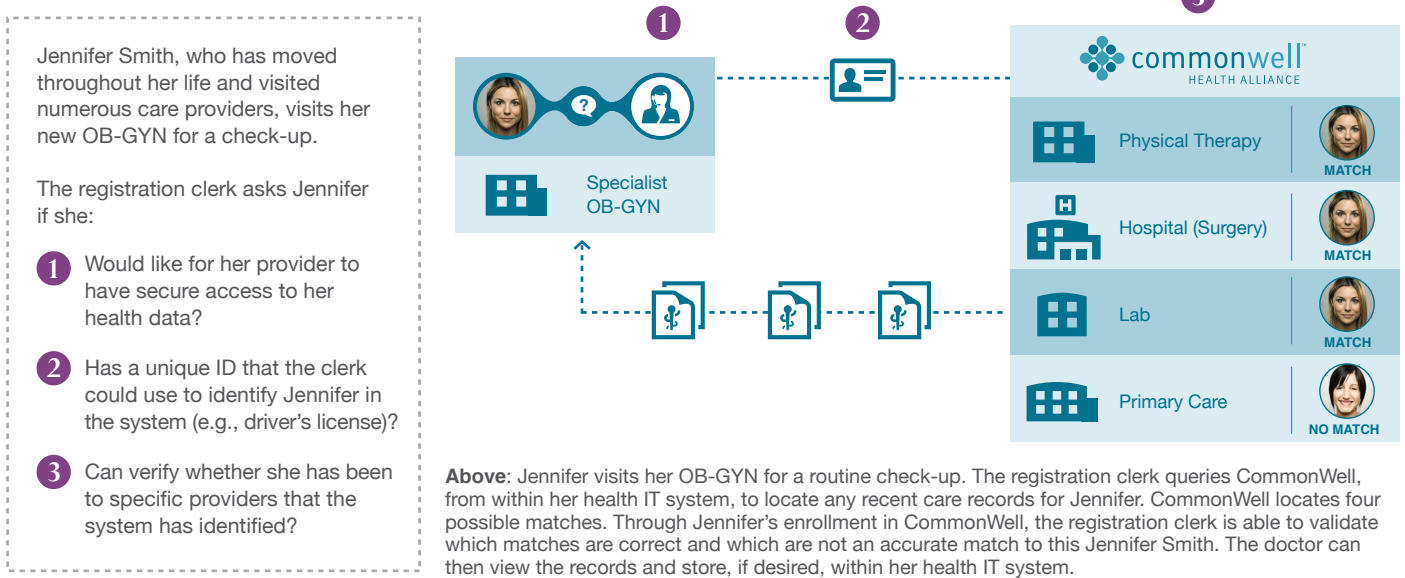 Jennifer Smith, who has moved
throughout her life and visited
numerous care providers, visits her
new OB-GYN for a check-up.
The registration clerk asks Jennifer
if she:
1 Would like for her provider to
have secure access to her
health data?
2 Has a unique ID that the clerk
could use to identify Jennifer in
the system (e.g., driver’s license)?
3 Can verify whether she has been
to specific providers that the
system has identified?
1
2
3
?
Specialist
OB-GYN
commonwell™
HEALTH ALLIANCE
Physical Therapy
MATCH
H
Hospital (Surgery)
MATCH
Lab
MATCH
Primary Care
NO MATCH
Above: Jennifer visits her OB-GYN for a routine check-up. The registration clerk queries CommonWell,
from within her health IT system, to locate any recent care records for Jennifer. CommonWell locates four
possible matches. Through Jennifer’s enrollment in CommonWell, the registration clerk is able to validate
which matches are correct and which are not an accurate match to this Jennifer Smith. The doctor can
then view the records and store, if desired, within her health IT system.